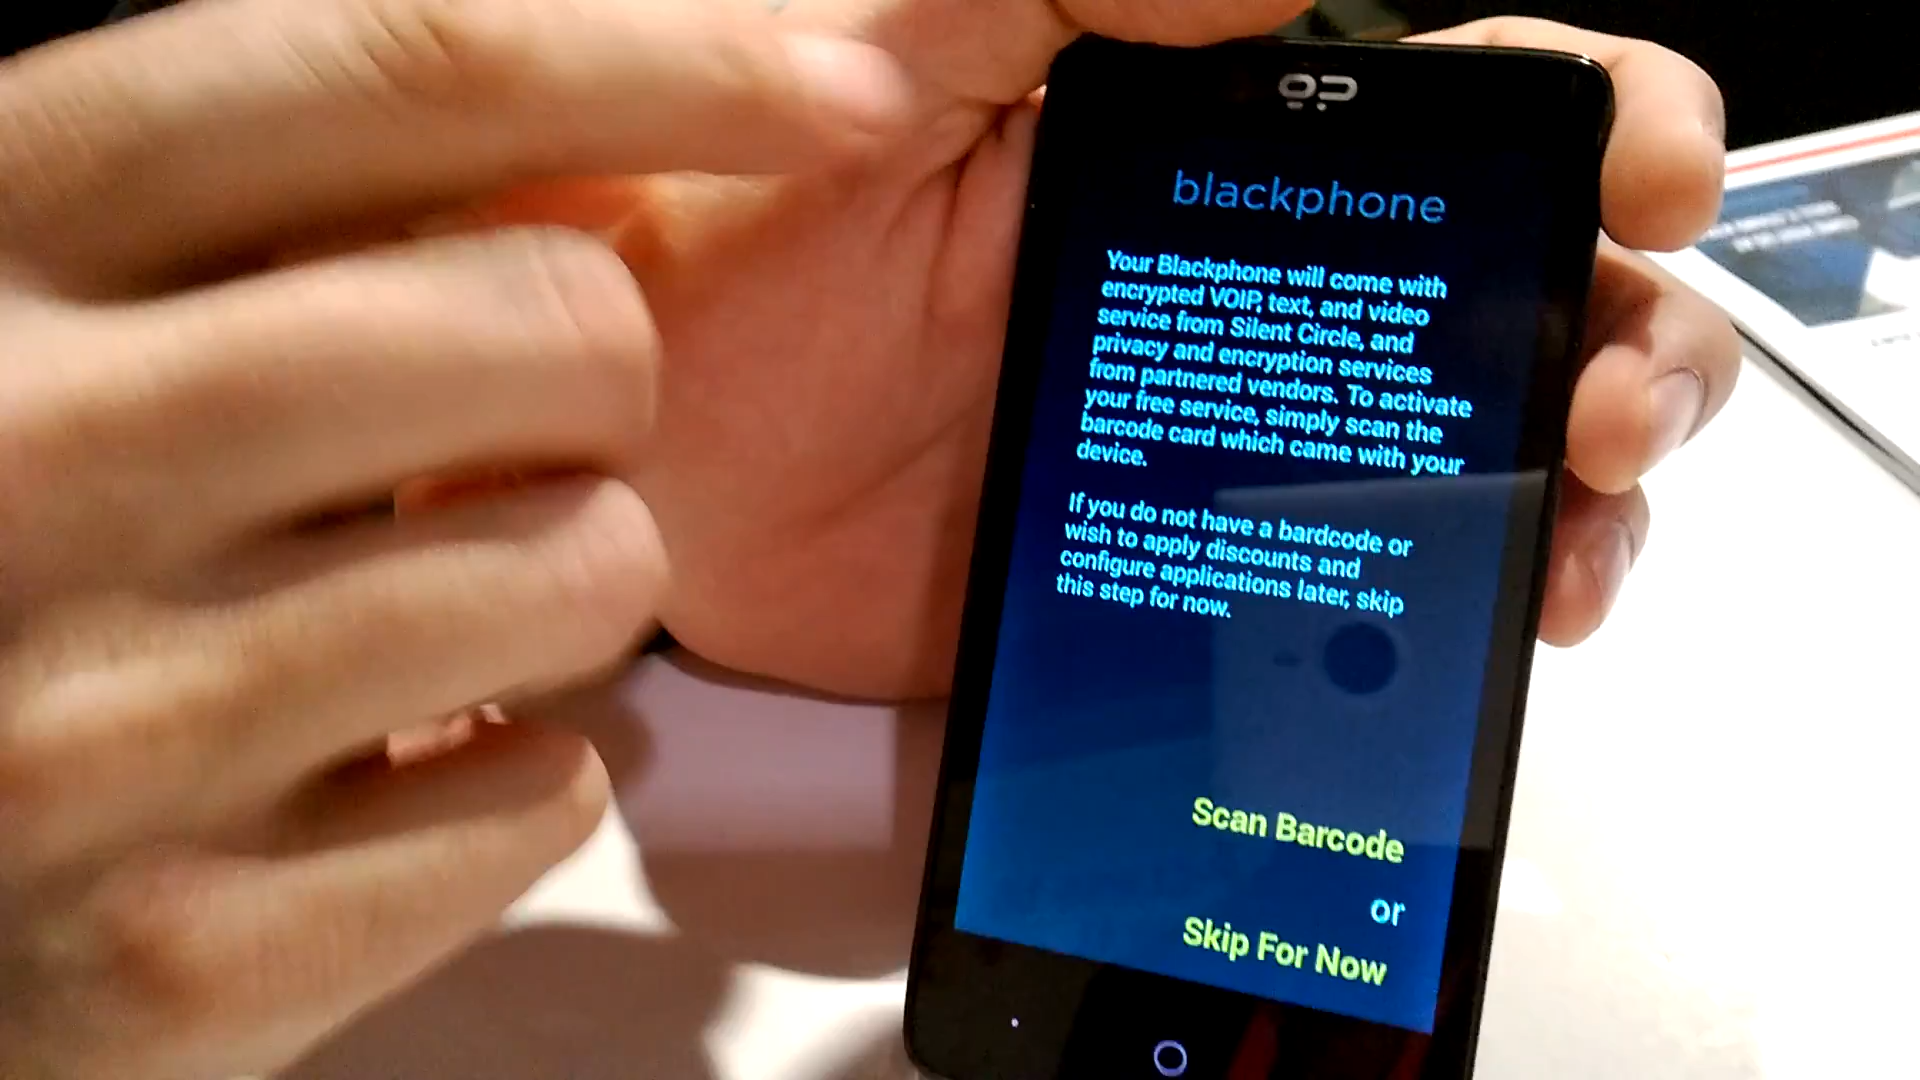 blackphone
Your Blackphone will come with
encrypted VOIP, text, and video
service from Silent Circle, and
privacy and encryption services
from partnered vendors. To activate
your free service, simply scan the
barcode card which came with your
device.
If you do not have a bardcode or
wish to apply discounts and
configure applications later, skip
this step for now.
Scan Barcode
or
Skip For Now